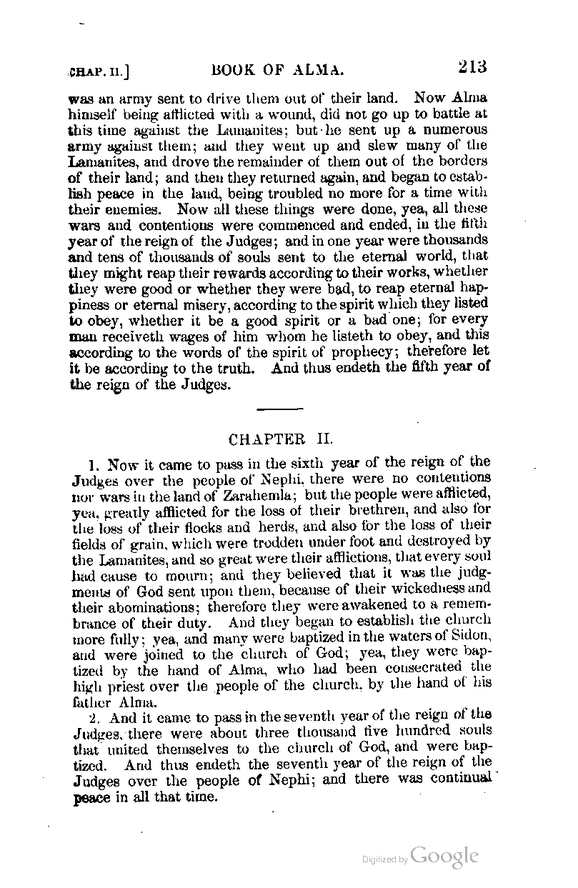 CHAP. II.] BOOK OF ALMA. 213
was an army sent to drive them out of their land. Now Alma
himself being afflicted with a wound, did not go up to battle at
this time against the Lamanites; but he sent up a numerous
army against them; and they went up and slew many of the
Lamanites, and drove the remainder of them out of the borders
of their land; and then they returned again, and began to estab-
lish peace in the land, being troubled no more for a time with
their enemies. Now all these things were done, yea, all these
wars and contentions were commenced and ended, in the fifth
year of the reign of the Judges; and in one year were thousands
and tens of thousands of souls sent to the eternal world, that
they might reap their rewards according to their works, whether
they were good or whether they were bad, to reap eternal hap-
piness or eternal misery, according to the spirit which they listed
to obey, whether it be a good spirit or a bad one; for every
man receiveth wages of him whom he listeth to obey, and this
according to the words of the spirit of prophecy; therefore let
it be according to the truth. And thus endeth the fifth year of
the reign of the Judges.
CHAPTER II.
1. Now it came to pass in the sixth year of the reign of the
Judges over the people of Nephi, there were no contentions
nor wars in the land of Zarahemla; but the people were afflicted,
yea, greatly afflicted for the loss of their brethren, and also for
the loss of their flocks and herds, and also for the loss of their
fields of grain, which were trodden under foot and destroyed by
the Lamanites, and so great were their afflictions, that every soul
had cause to mourn; and they believed that it was the judg-
ments of God sent upon them, because of their wickedness and
their abominations; therefore they were awakened to a remem-
brance of their duty. And they began to establish the church
more fully; yea, and many were baptized in the waters of Sidon,
and were joined to the church of God; yea, they were bap-
tized by the hand of Alma, who had been consecrated the
high priest over the people of the church, by the hand of his
father Alma.
2. And it came to pass in the seventh year of the reign of the
Judges, there were about three thousand five hundred souls
that united themselves to the church of God, and were bap-
tized. And thus endeth the seventh year of the reign of the
Judges over the people of Nephi; and there was continual
peace in all that time.
Digitized by Google